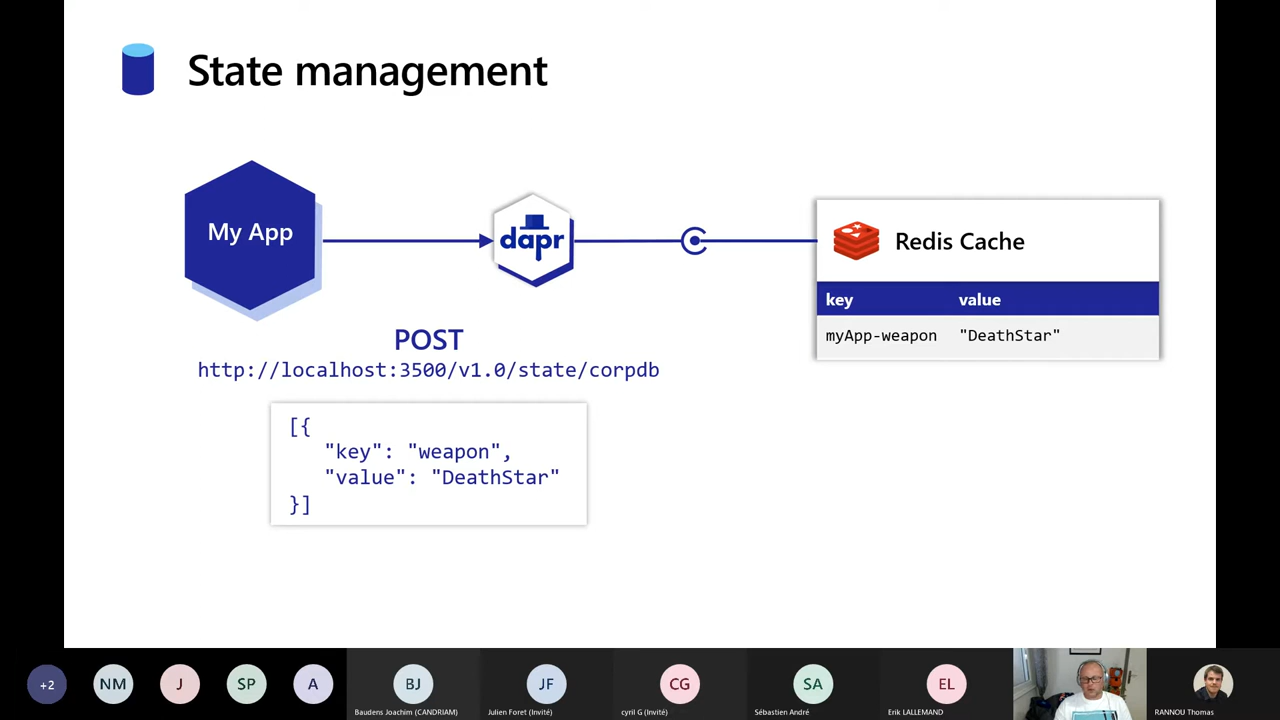 State management
My App
dapr
Redis Cache
key value
myApp-weapon "DeathStar"
POST
http://localhost:3500/v1.0/state/corpdb
[{
"key": "weapon",
"value": "DeathStar"
}]
+2 NM J SP A BJ JF CG SA EL
Baudens Joachim (CANDRIAM) Julien Foret (Invité) cyril G (Invité) Sébastien André Erik LALLEMAND RANNOU Thomas